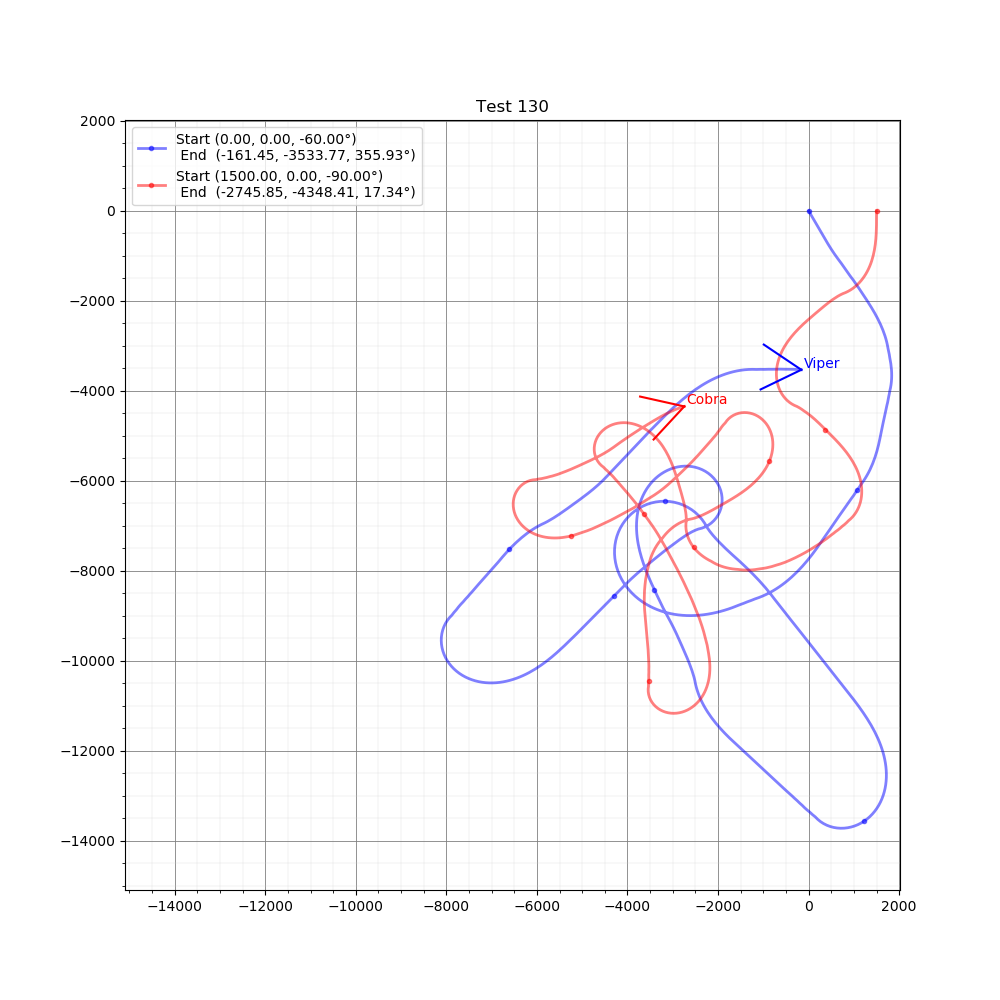 Test 130
Start (0.00, 0.00, -60.00°)
End (-161.45, -3533.77, 355.93°)
Start (1500.00, 0.00, -90.00°)
End (-2745.85, -4348.41, 17.34°)
2000
0
−2000
−4000
−6000
−8000
−10000
−12000
−14000
Viper
Cobra
−14000 −12000 −10000 −8000 −6000 −4000 −2000 0 2000